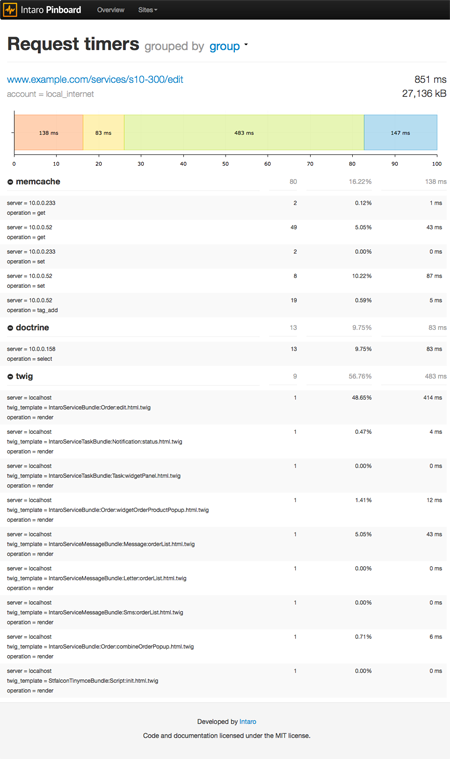 Intaro Pinboard Overview Sites
Request timers grouped by group
www.example.com/services/s10-300/edit 851 ms
account = local_internet 27,136 kB
138 ms 83 ms 483 ms 147 ms
0 10 20 30 40 50 60 70 80 90 100
memcache 80 16.22% 138 ms
server = 10.0.0.233 2 0.12% 1 ms
operation = get
server = 10.0.0.52 49 5.05% 43 ms
operation = get
server = 10.0.0.233 2 0.00% 0 ms
operation = set
server = 10.0.0.52 8 10.22% 87 ms
operation = set
server = 10.0.0.52 19 0.59% 5 ms
operation = tag_add
doctrine 13 9.75% 83 ms
server = 10.0.0.158 13 9.75% 83 ms
operation = select
twig 9 56.76% 483 ms
server = localhost 1 48.65% 414 ms
twig_template = IntaroServiceBundle:Order:edit.html.twig
operation = render
server = localhost 1 0.47% 4 ms
twig_template = IntaroServiceTaskBundle:Notification:status.html.twig
operation = render
server = localhost 1 0.00% 0 ms
twig_template = IntaroServiceTaskBundle:Task:widgetPanel.html.twig
operation = render
server = localhost 1 1.41% 12 ms
twig_template = IntaroServiceBundle:Order:widgetOrderProductPopup.html.twig
operation = render
server = localhost 1 5.05% 43 ms
twig_template = IntaroServiceMessageBundle:Message:orderList.html.twig
operation = render
server = localhost 1 0.00% 0 ms
twig_template = IntaroServiceMessageBundle:Letter:orderList.html.twig
operation = render
server = localhost 1 0.00% 0 ms
twig_template = IntaroServiceMessageBundle:Sms:orderList.html.twig
operation = render
server = localhost 1 0.71% 6 ms
twig_template = IntaroServiceBundle:Order:combineOrderPopup.html.twig
operation = render
server = localhost 1 0.00% 0 ms
twig_template = StfalconTinymceBundle:Script:init.html.twig
operation = render
Developed by Intaro
Code and documentation licensed under the MIT license.